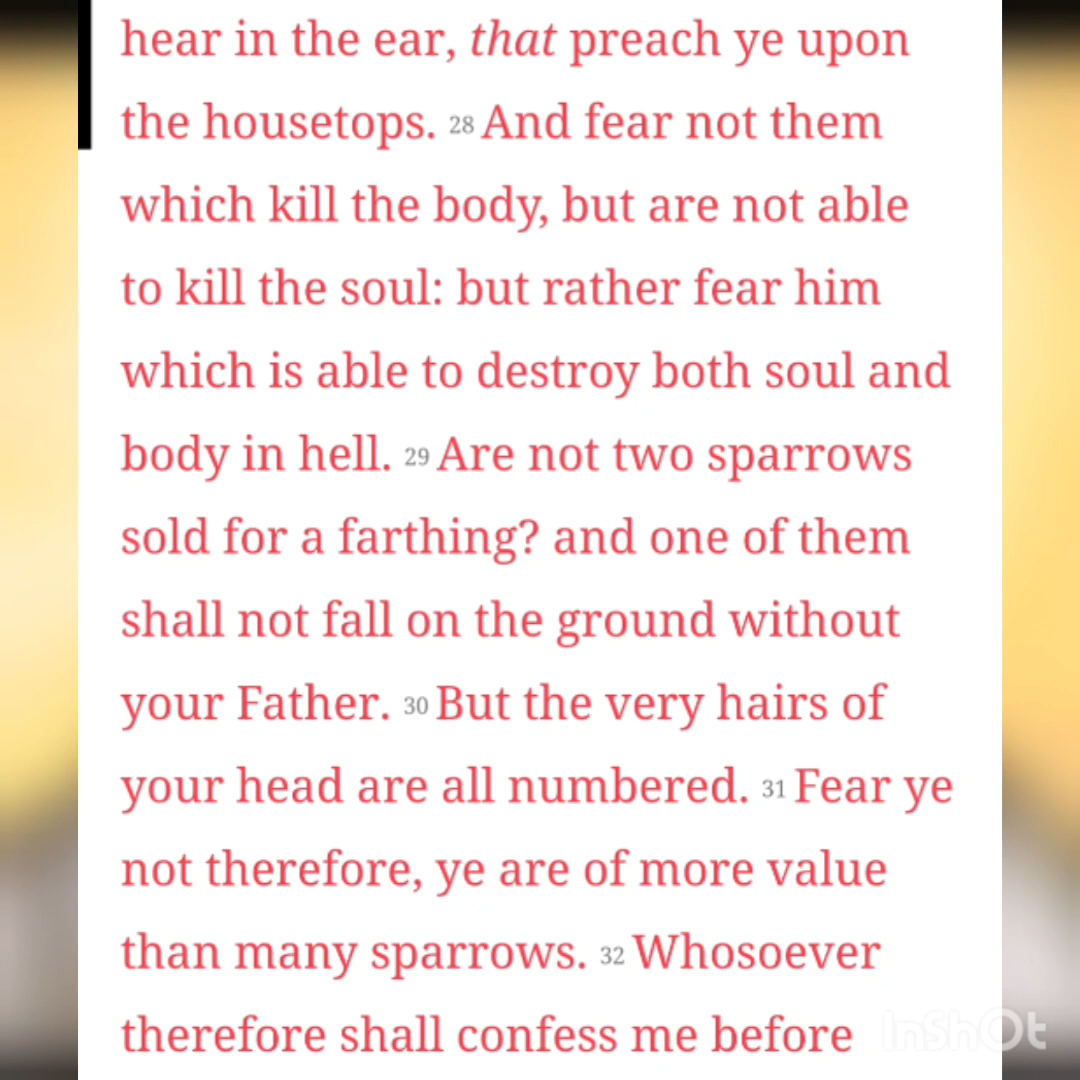 hear in the ear, that preach ye upon
the housetops. 28 And fear not them
which kill the body, but are not able
to kill the soul: but rather fear him
which is able to destroy both soul and
body in hell. 29 Are not two sparrows
sold for a farthing? and one of them
shall not fall on the ground without
your Father. 30 But the very hairs of
your head are all numbered. 31 Fear ye
not therefore, ye are of more value
than many sparrows. 32 Whosoever
therefore shall confess me before
InShOt